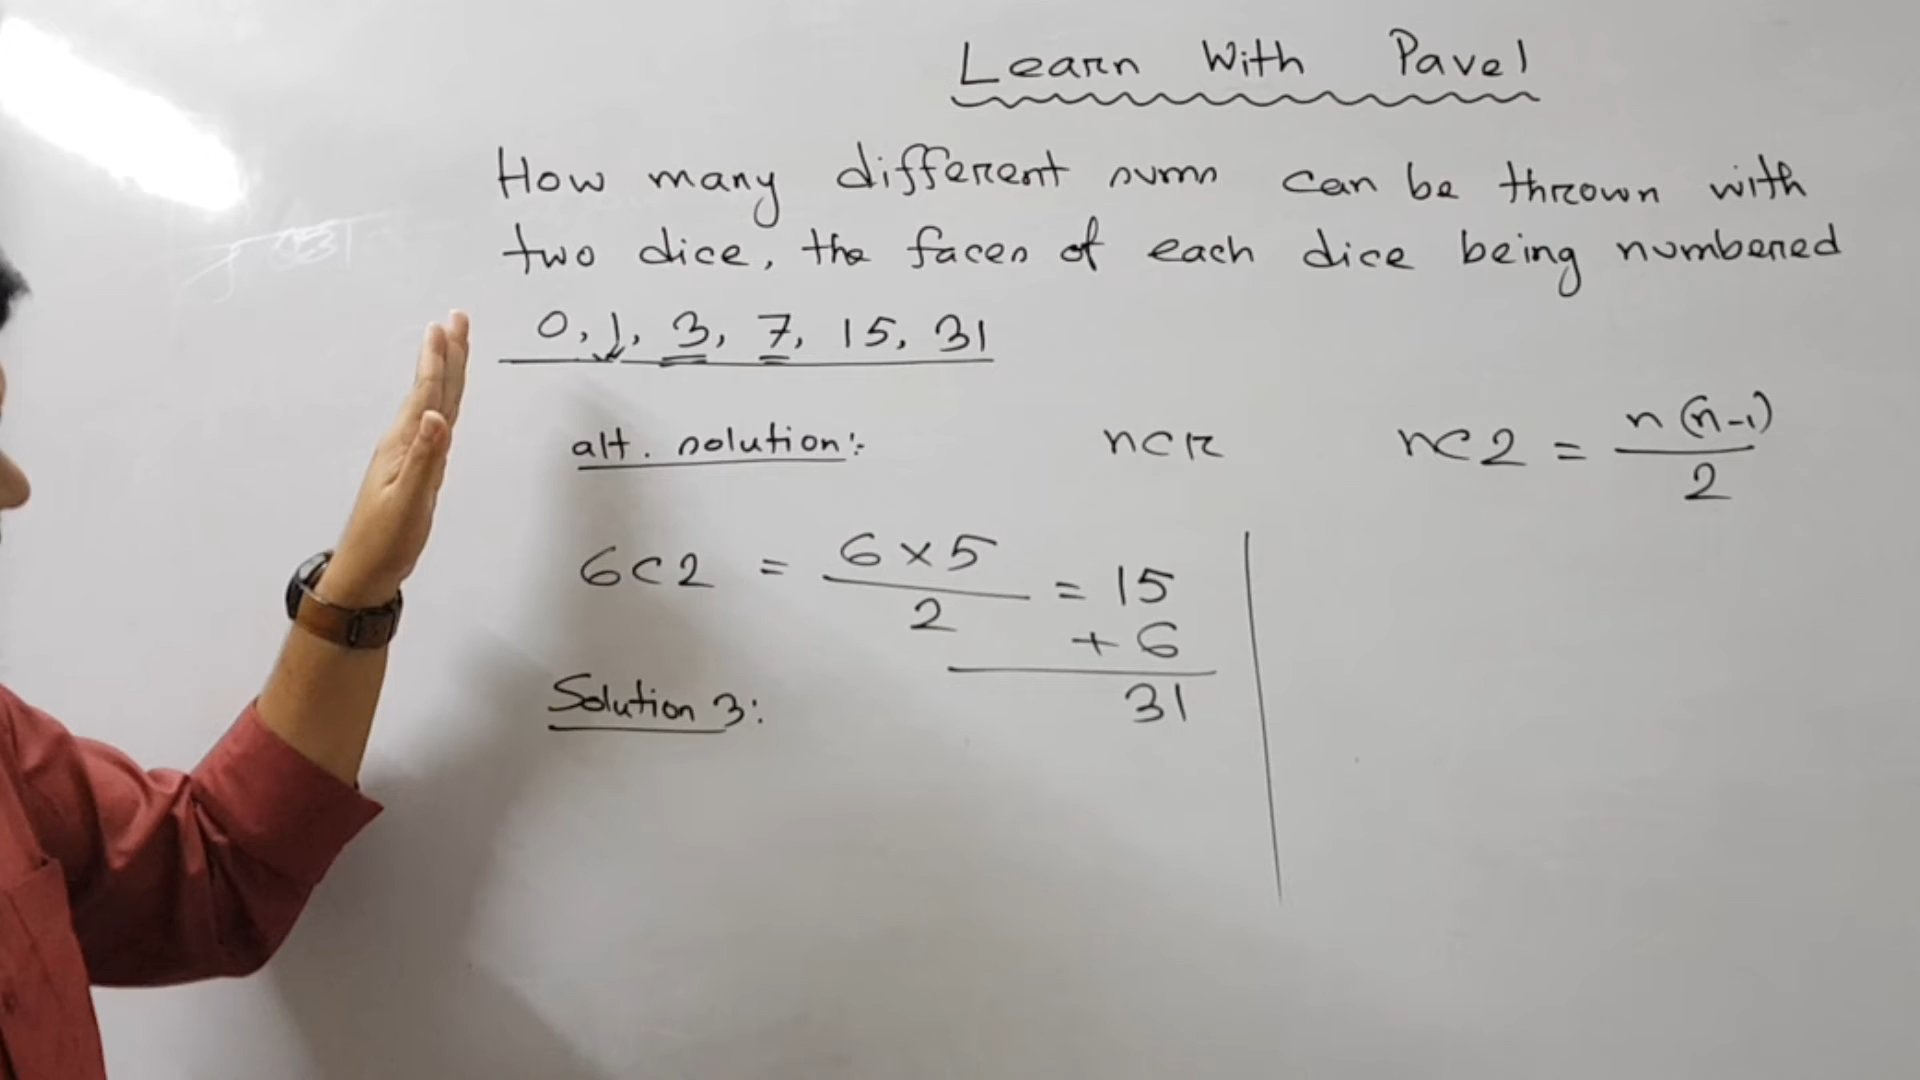 Learn With Pavel
How many different sums can be thrown with
two dice, the faces of each dice being numbered
0, 1, 3, 7, 15, 31
alt. solution:
ncr
nc2 = n(n-1)/2
6c2 = 6×5/2 = 15
+ 6
31
Solution 3: